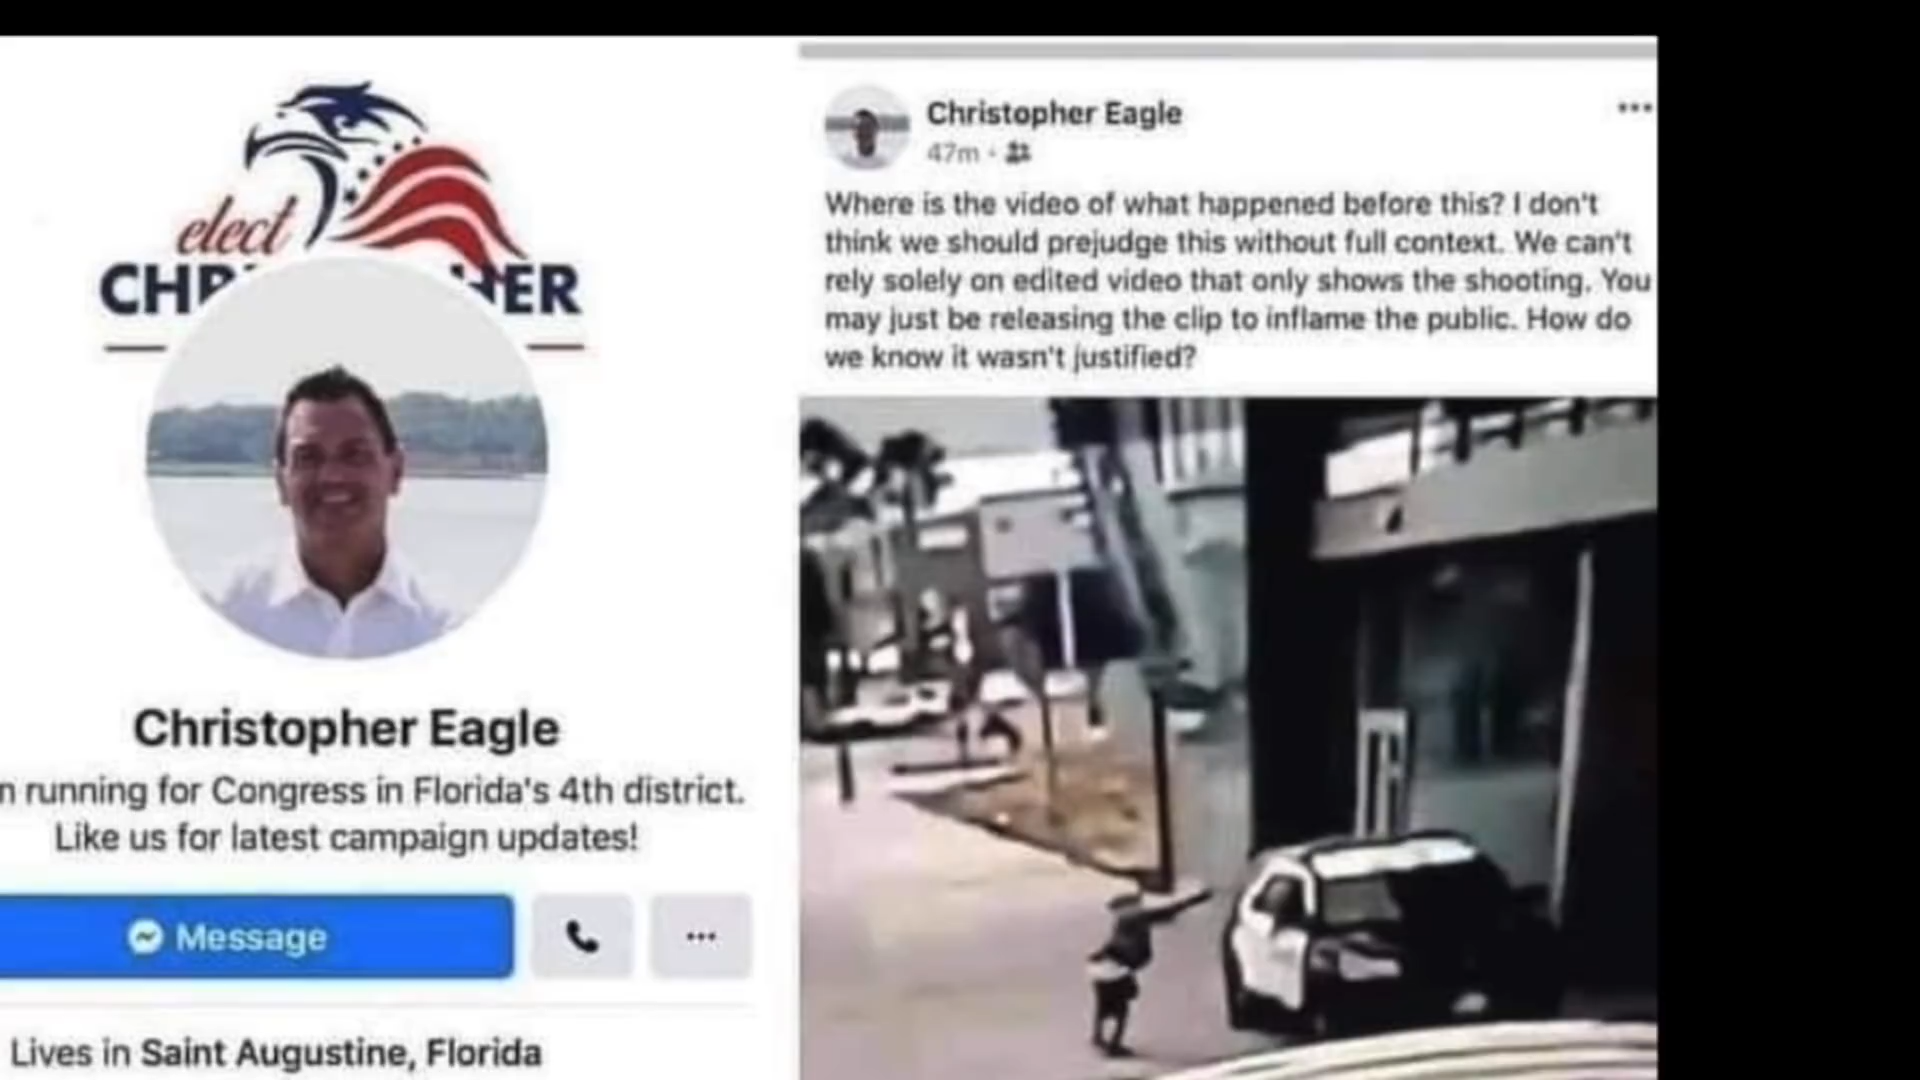 elect
Christopher Eagle
running for Congress in Florida's 4th district.
Like us for latest campaign updates!
Message
Lives in Saint Augustine, Florida
Christopher Eagle
47m
Where is the video of what happened before this? I don't
think we should prejudge this without full context. We can't
rely solely on edited video that only shows the shooting. You
may just be releasing the clip to inflame the public. How do
we know it wasn't justified?